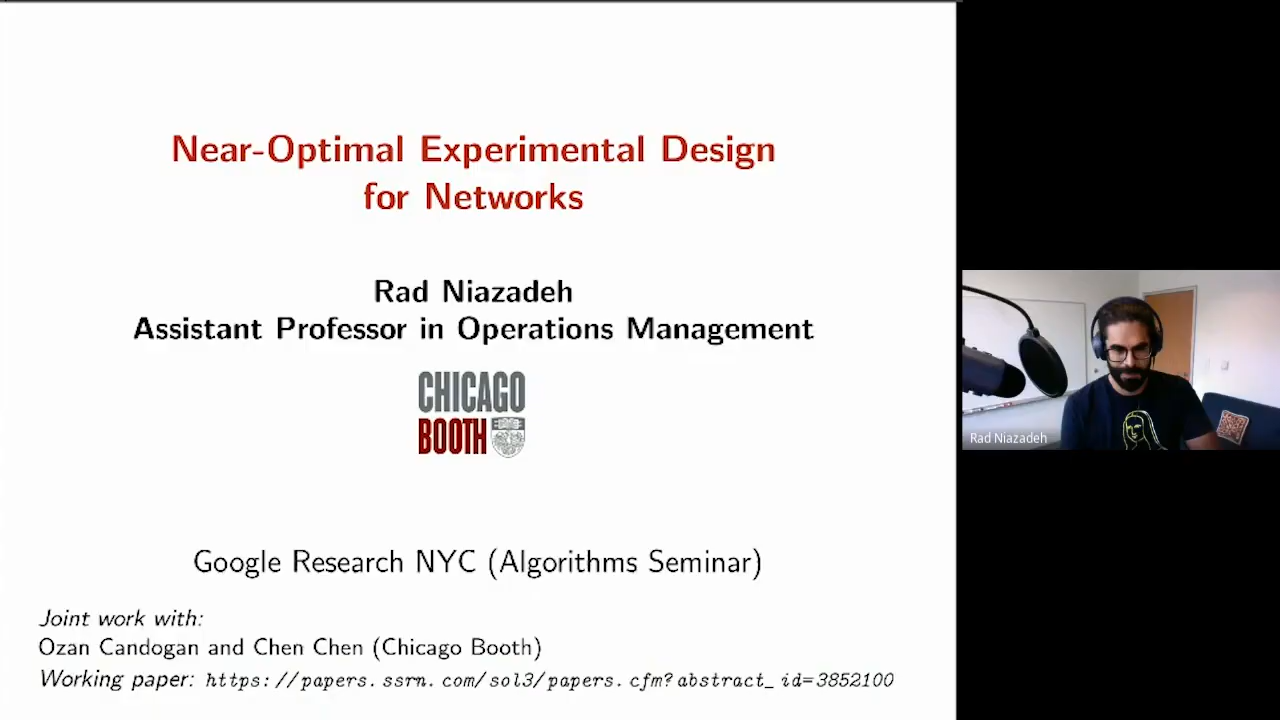 Near-Optimal Experimental Design
for Networks
Rad Niazadeh
Assistant Professor in Operations Management
CHICAGO
BOOTH
Google Research NYC (Algorithms Seminar)
Joint work with:
Ozan Candogan and Chen Chen (Chicago Booth)
Working paper: https://papers.ssrn.com/sol3/papers.cfm?abstract_id=3852100
Rad Niazadeh